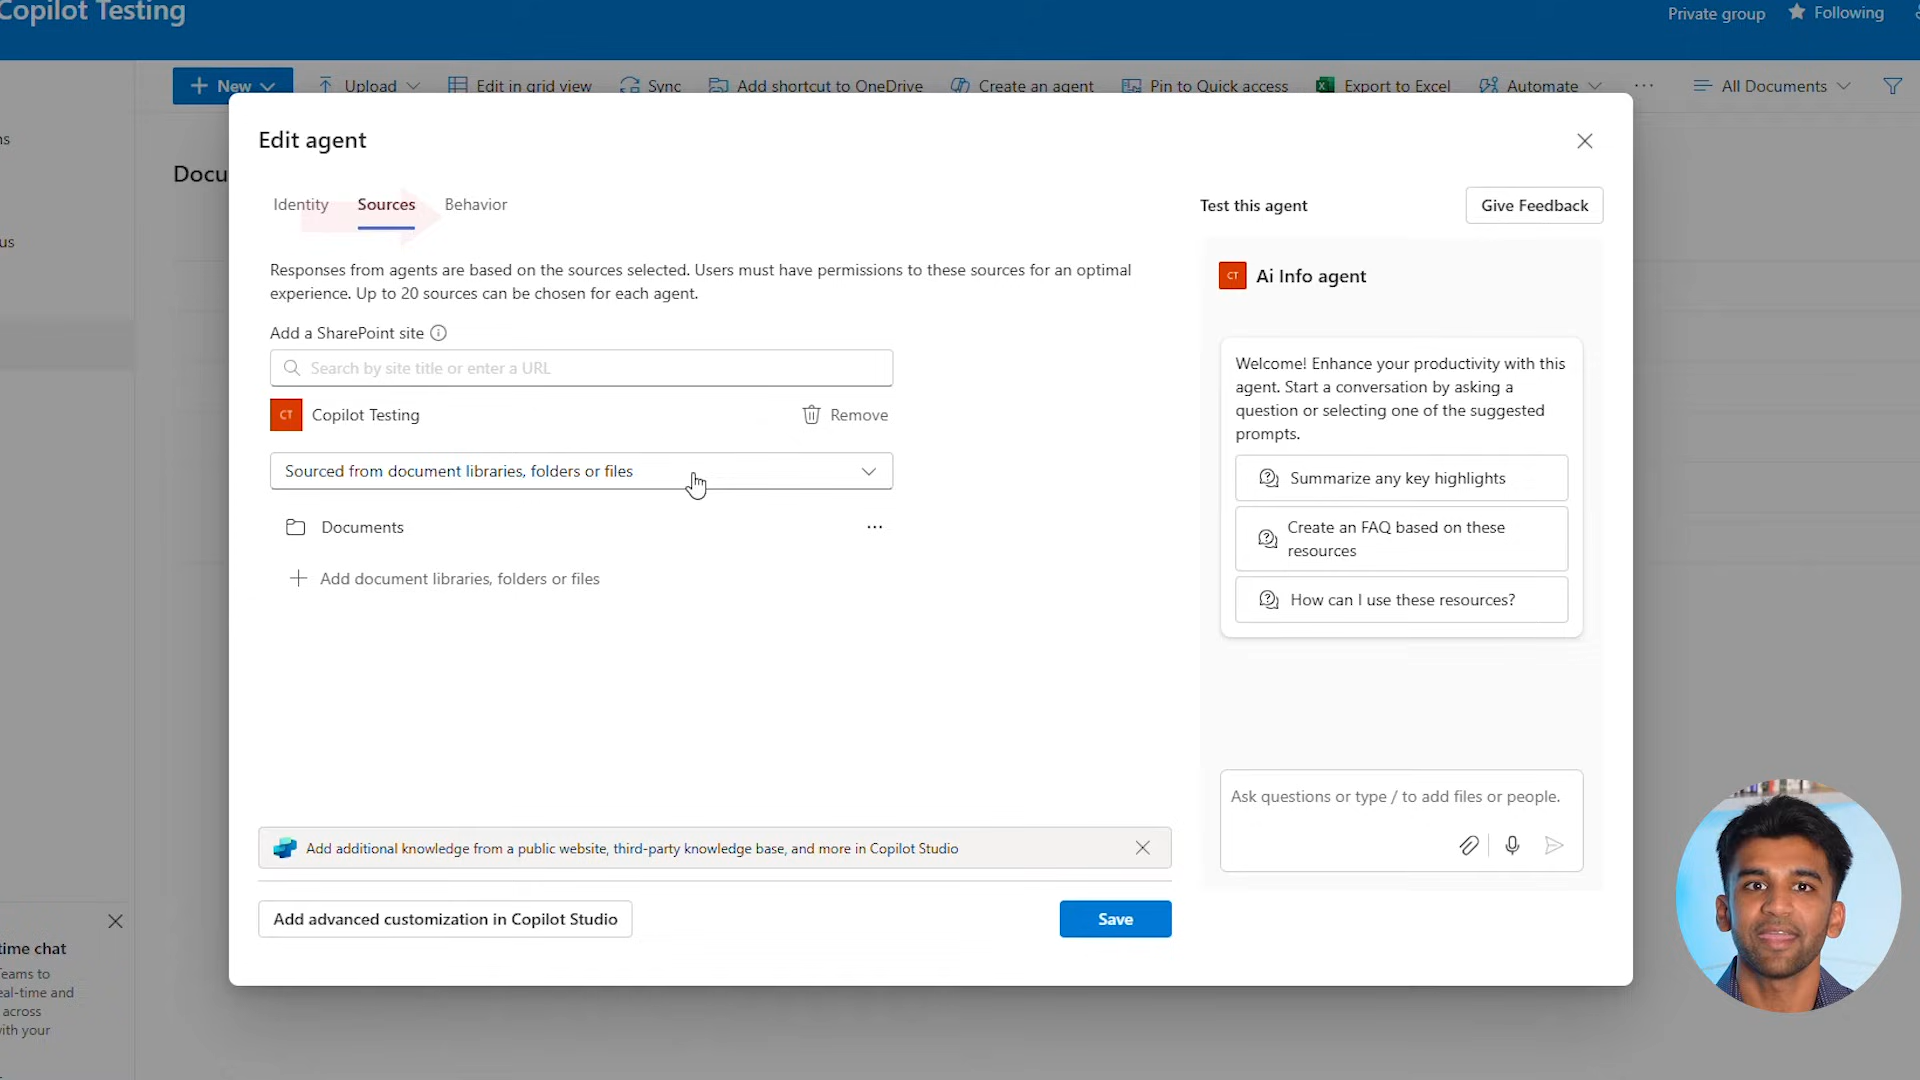 Copilot Testing
Private group
Following
New
Upload
Edit in grid view
Sync
Add shortcut to OneDrive
Create an agent
Pin to Quick access
Export to Excel
Automate
...
All Documents
ns
us
Docu
Edit agent
Identity
Sources
Behavior
Responses from agents are based on the sources selected. Users must have permissions to these sources for an optimal
experience. Up to 20 sources can be chosen for each agent.
Add a SharePoint site
Search by site title or enter a URL
CT
Copilot Testing
Remove
Sourced from document libraries, folders or files
Documents
...
Add document libraries, folders or files
Add additional knowledge from a public website, third-party knowledge base, and more in Copilot Studio
Add advanced customization in Copilot Studio
Save
Test this agent
Give Feedback
CT
Ai Info agent
Welcome! Enhance your productivity with this
agent. Start a conversation by asking a
question or selecting one of the suggested
prompts.
Summarize any key highlights
Create an FAQ based on these
resources
How can I use these resources?
Ask questions or type / to add files or people.
time chat
Teams to
eal-time and
across
with your